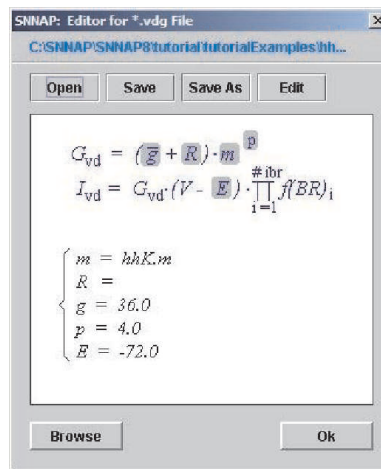 SNNAP: Editor for *.vdg File
C:\SNNAP\SNNAP8\tutorial\tutorialExamples\hh...
Open Save Save As Edit
G_vd = (g̅ + R)·m^p
I_vd = G_vd·(V - E)·∏_{i=1}^{# ibr} f(BR)_i
m = hhK.m
R =
g = 36.0
p = 4.0
E = -72.0
Browse Ok